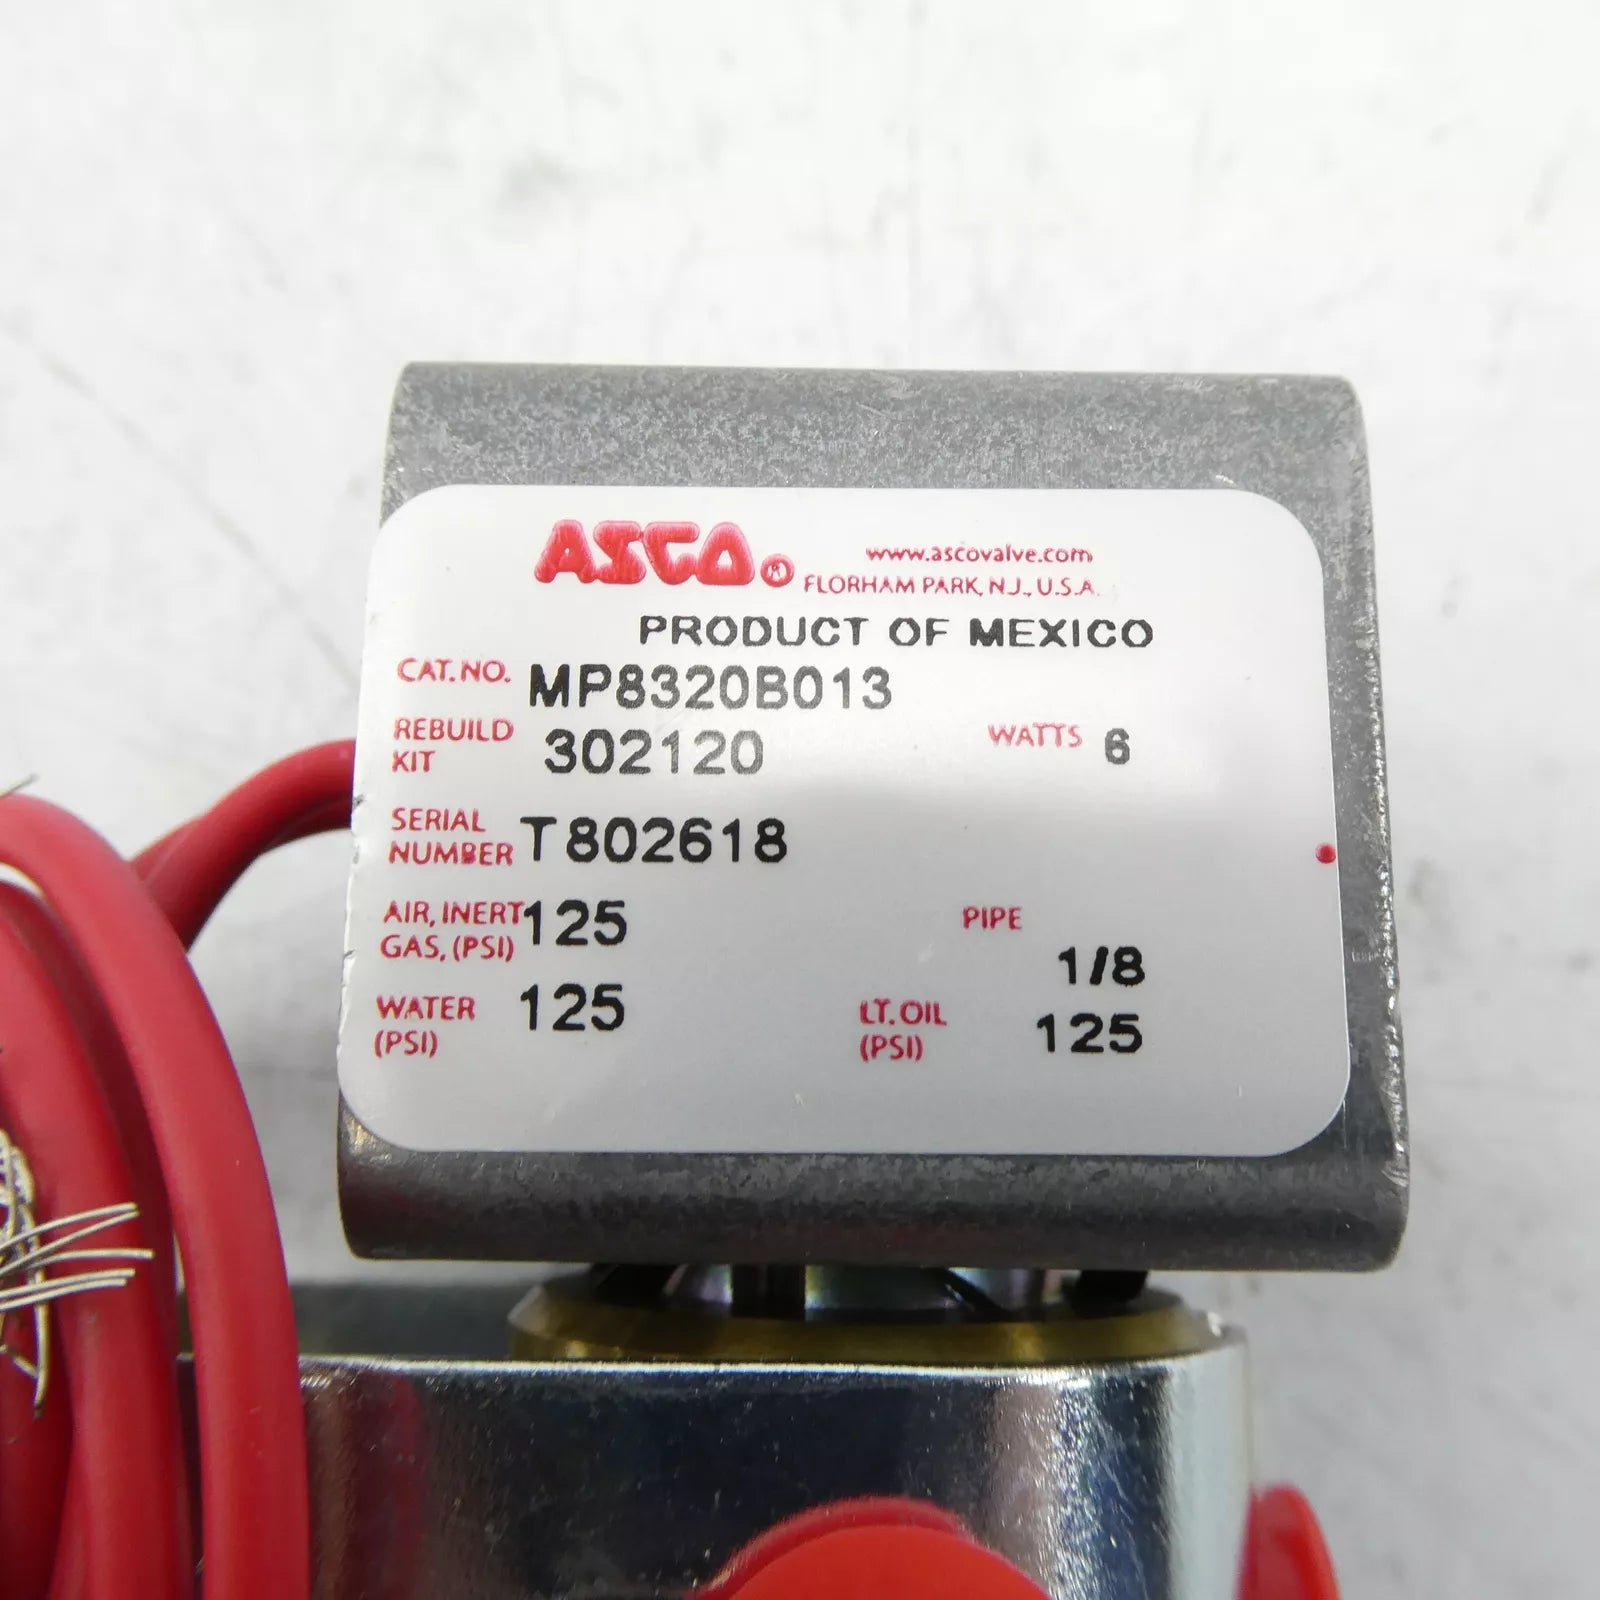 ASCO®
www.ascovalve.com
FLORHAM PARK, N.J., U.S.A.
PRODUCT OF MEXICO
CAT. NO. MP8320B013
REBUILD KIT 302120 WATTS 6
SERIAL NUMBER T802618
AIR, INERT GAS, (PSI) 125 PIPE 1/8
WATER (PSI) 125 LT. OIL (PSI) 125